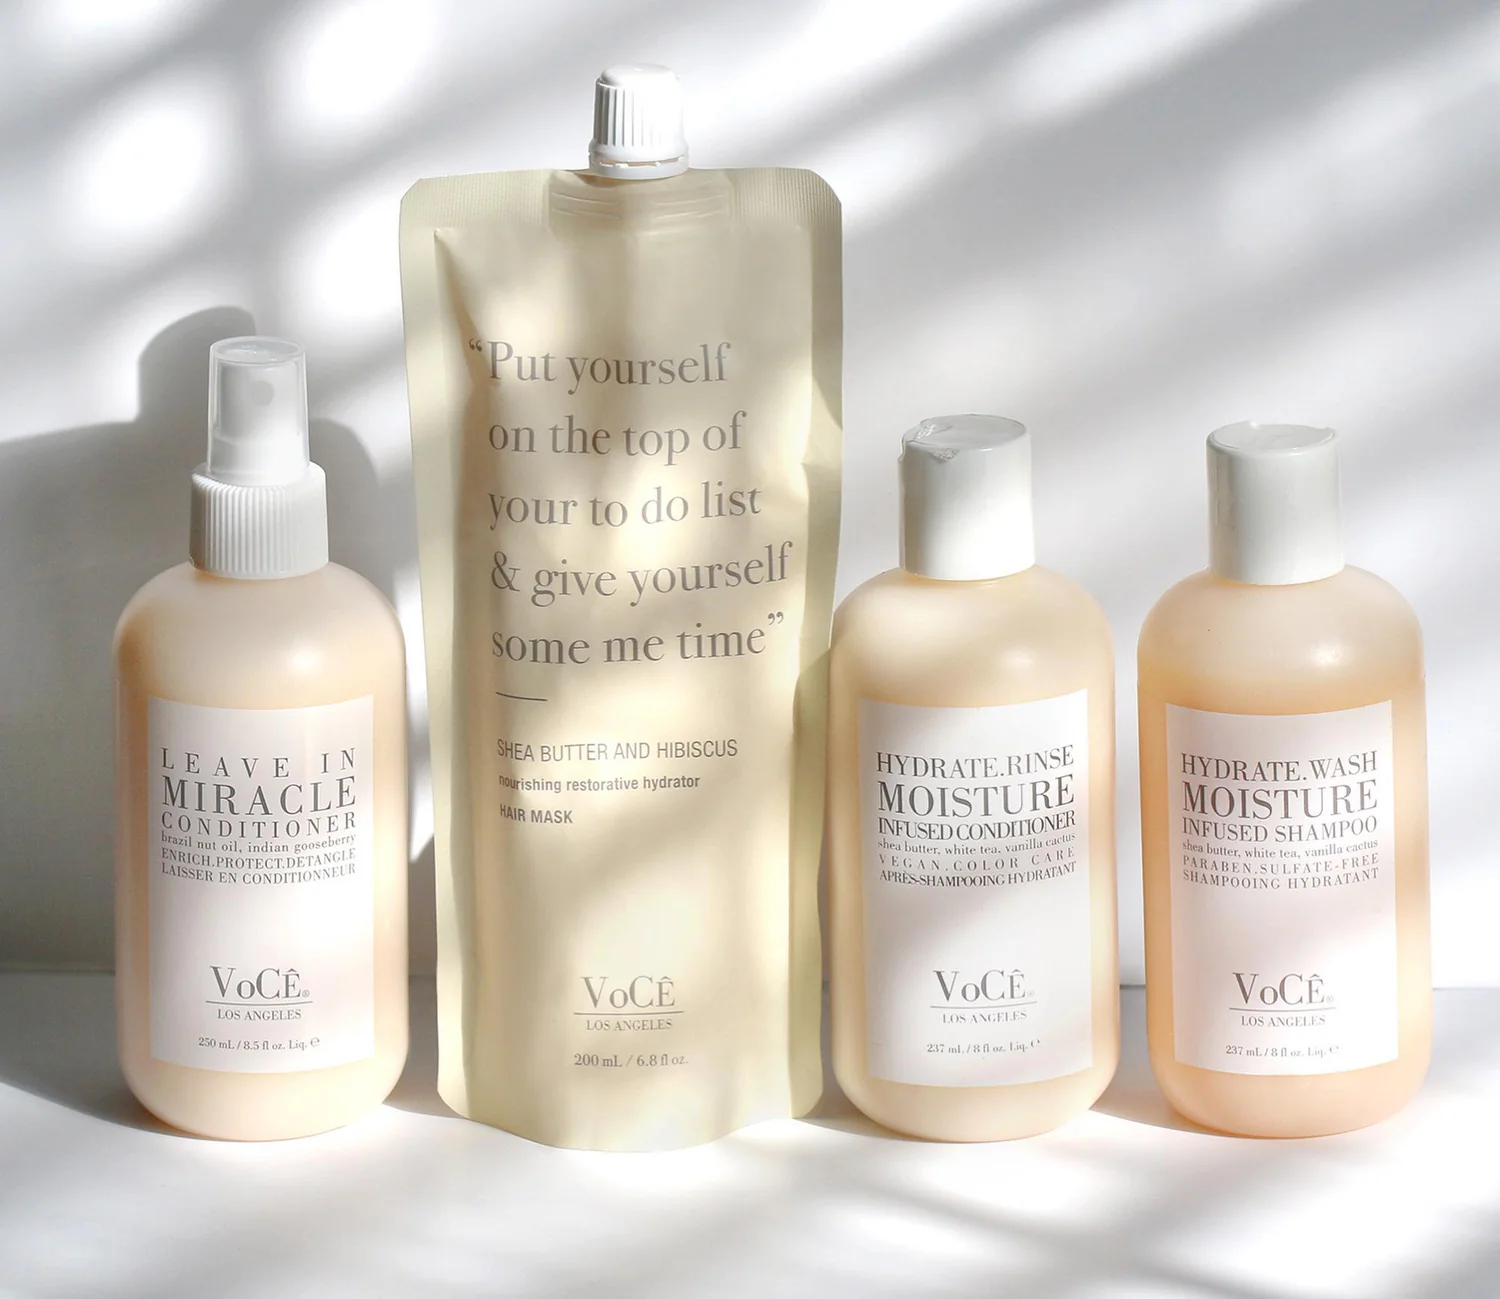 LEAVE IN
MIRACLE
CONDITIONER
brazil nut oil, indian gooseberry
ENRICH.PROTECT.DETANGLE
LAISSER EN CONDITIONNEUR
VoCÊ®
LOS ANGELES
250 mL / 8.5 fl oz. Liq. ℮
“Put yourself
on the top of
your to do list
& give yourself
some me time”
SHEA BUTTER AND HIBISCUS
nourishing restorative hydrator
HAIR MASK
VoCÊ
LOS ANGELES
200 mL / 6.8 fl oz.
HYDRATE.RINSE
MOISTURE
INFUSED CONDITIONER
shea butter, white tea, vanilla cactus
VEGAN.COLOR CARE
APRÈS-SHAMPOOING HYDRATANT
VoCÊ®
LOS ANGELES
237 mL / 8 fl oz. Liq. ℮
HYDRATE.WASH
MOISTURE
INFUSED SHAMPOO
shea butter, white tea, vanilla cactus
PARABEN.SULFATE-FREE
SHAMPOOING HYDRATANT
VoCÊ®
LOS ANGELES
237 mL / 8 fl oz. Liq. ℮